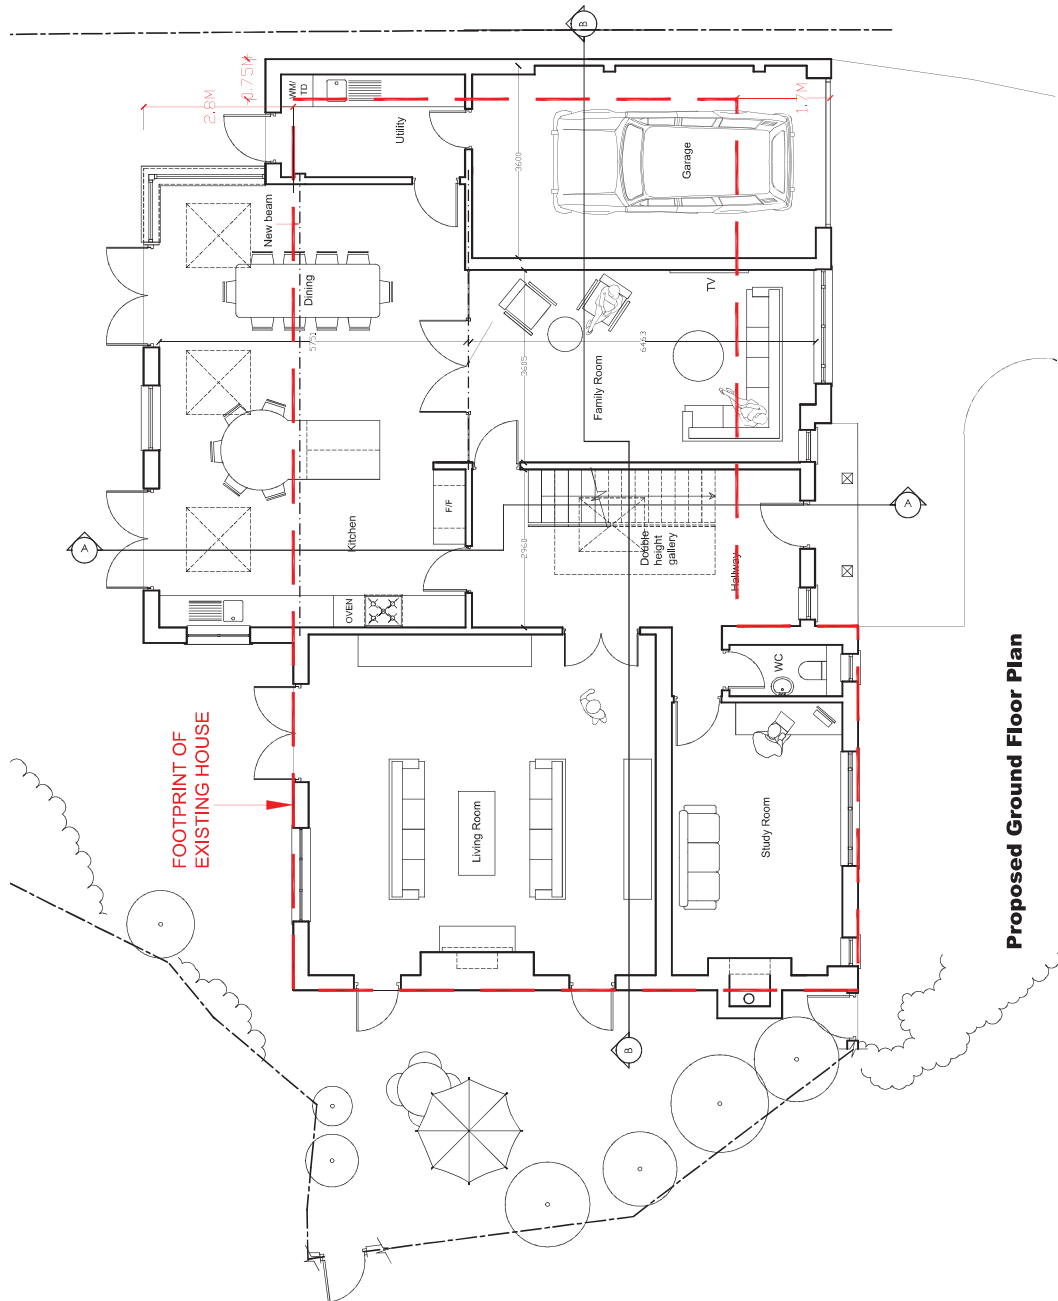 B
0.75M
2.8M
1.7M
WM/
TD
Utility
Garage
3600
New beam
Dining
TV
5751
6463
3605
Family Room
F/F
A
A
Kitchen
2960
Double
height
gallery
Hallway
OVEN
WC
FOOTPRINT OF
EXISTING HOUSE
Living Room
Study Room
Proposed Ground Floor Plan
B